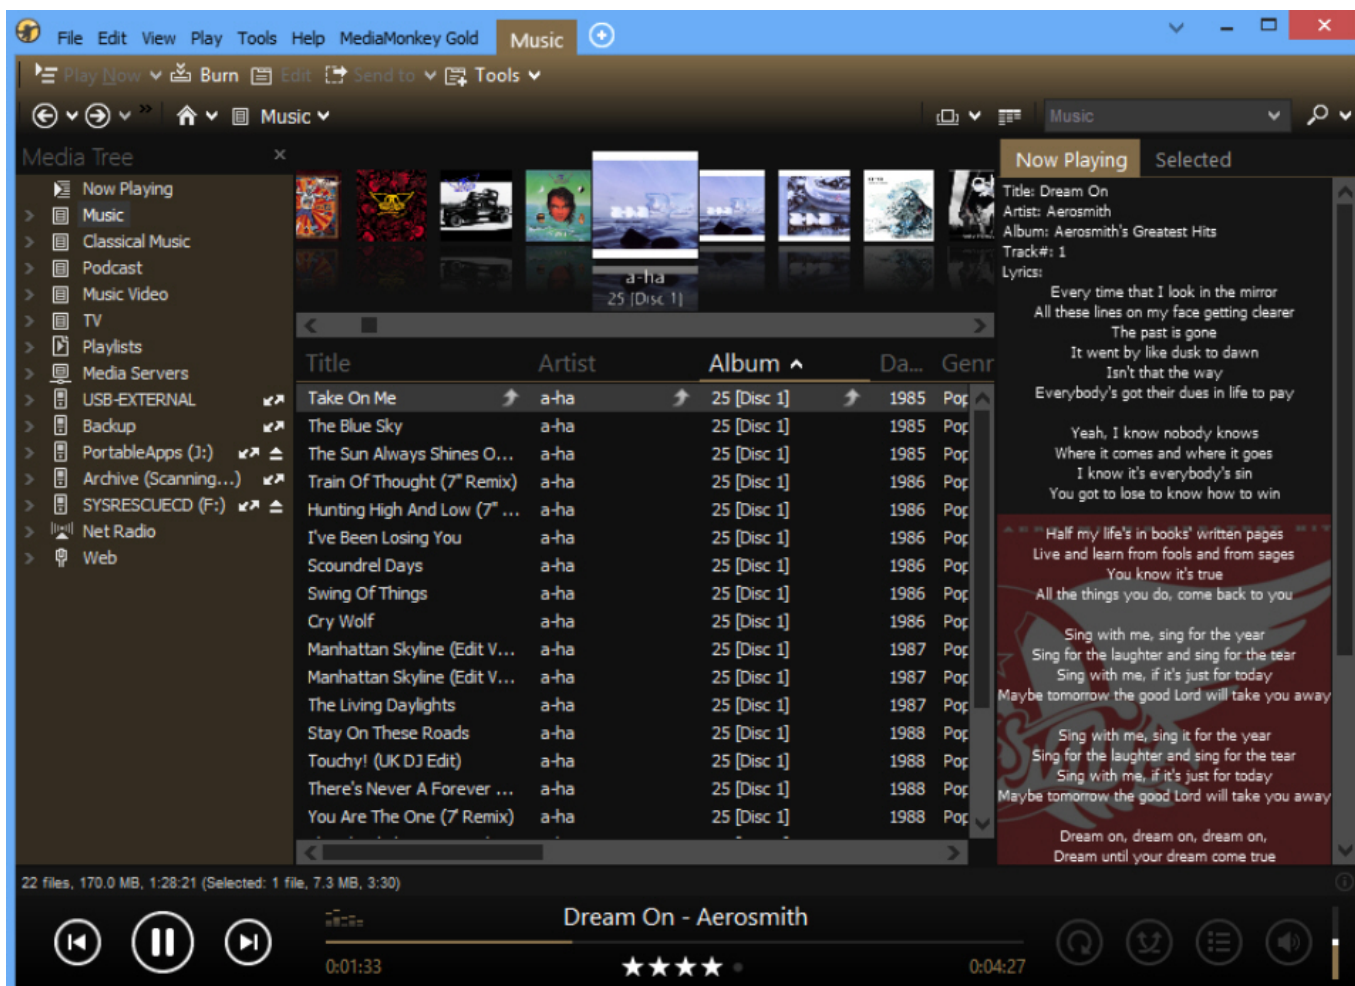 File Edit View Play Tools Help MediaMonkey Gold Music
Play Now Burn Edit Send to Tools
Music Music
Media Tree
Now Playing
Music
Classical Music
Podcast
Music Video
TV
Playlists
Media Servers
USB-EXTERNAL
Backup
PortableApps (J:)
Archive (Scanning...)
SYSRESCUECD (F:)
Net Radio
Web
a-ha
25 [Disc 1]
Title Artist Album Da... Genr
Take On Me a-ha 25 [Disc 1] 1985 Pop
The Blue Sky a-ha 25 [Disc 1] 1985 Pop
The Sun Always Shines O... a-ha 25 [Disc 1] 1985 Pop
Train Of Thought (7" Remix) a-ha 25 [Disc 1] 1986 Pop
Hunting High And Low (7" ... a-ha 25 [Disc 1] 1986 Pop
I've Been Losing You a-ha 25 [Disc 1] 1986 Pop
Scoundrel Days a-ha 25 [Disc 1] 1986 Pop
Swing Of Things a-ha 25 [Disc 1] 1986 Pop
Cry Wolf a-ha 25 [Disc 1] 1986 Pop
Manhattan Skyline (Edit V... a-ha 25 [Disc 1] 1987 Pop
Manhattan Skyline (Edit V... a-ha 25 [Disc 1] 1987 Pop
The Living Daylights a-ha 25 [Disc 1] 1987 Pop
Stay On These Roads a-ha 25 [Disc 1] 1988 Pop
Touchy! (UK DJ Edit) a-ha 25 [Disc 1] 1988 Pop
There's Never A Forever ... a-ha 25 [Disc 1] 1988 Pop
You Are The One (7' Remix) a-ha 25 [Disc 1] 1988 Pop
Now Playing Selected
Title: Dream On
Artist: Aerosmith
Album: Aerosmith's Greatest Hits
Track#: 1
Lyrics:
Every time that I look in the mirror
All these lines on my face getting clearer
The past is gone
It went by like dusk to dawn
Isn't that the way
Everybody's got their dues in life to pay
Yeah, I know nobody knows
Where it comes and where it goes
I know it's everybody's sin
You got to lose to know how to win
Half my life's in books' written pages
Live and learn from fools and from sages
You know it's true
All the things you do, come back to you
Sing with me, sing for the year
Sing for the laughter and sing for the tear
Sing with me, if it's just for today
Maybe tomorrow the good Lord will take you away
Sing with me, sing it for the year
Sing for the laughter and sing for the tear
Sing with me, if it's just for today
Maybe tomorrow the good Lord will take you away
Dream on, dream on, dream on,
Dream until your dream come true
22 files, 170.0 MB, 1:28:21 (Selected: 1 file, 7.3 MB, 3:30)
Dream On - Aerosmith
0:01:33 0:04:27